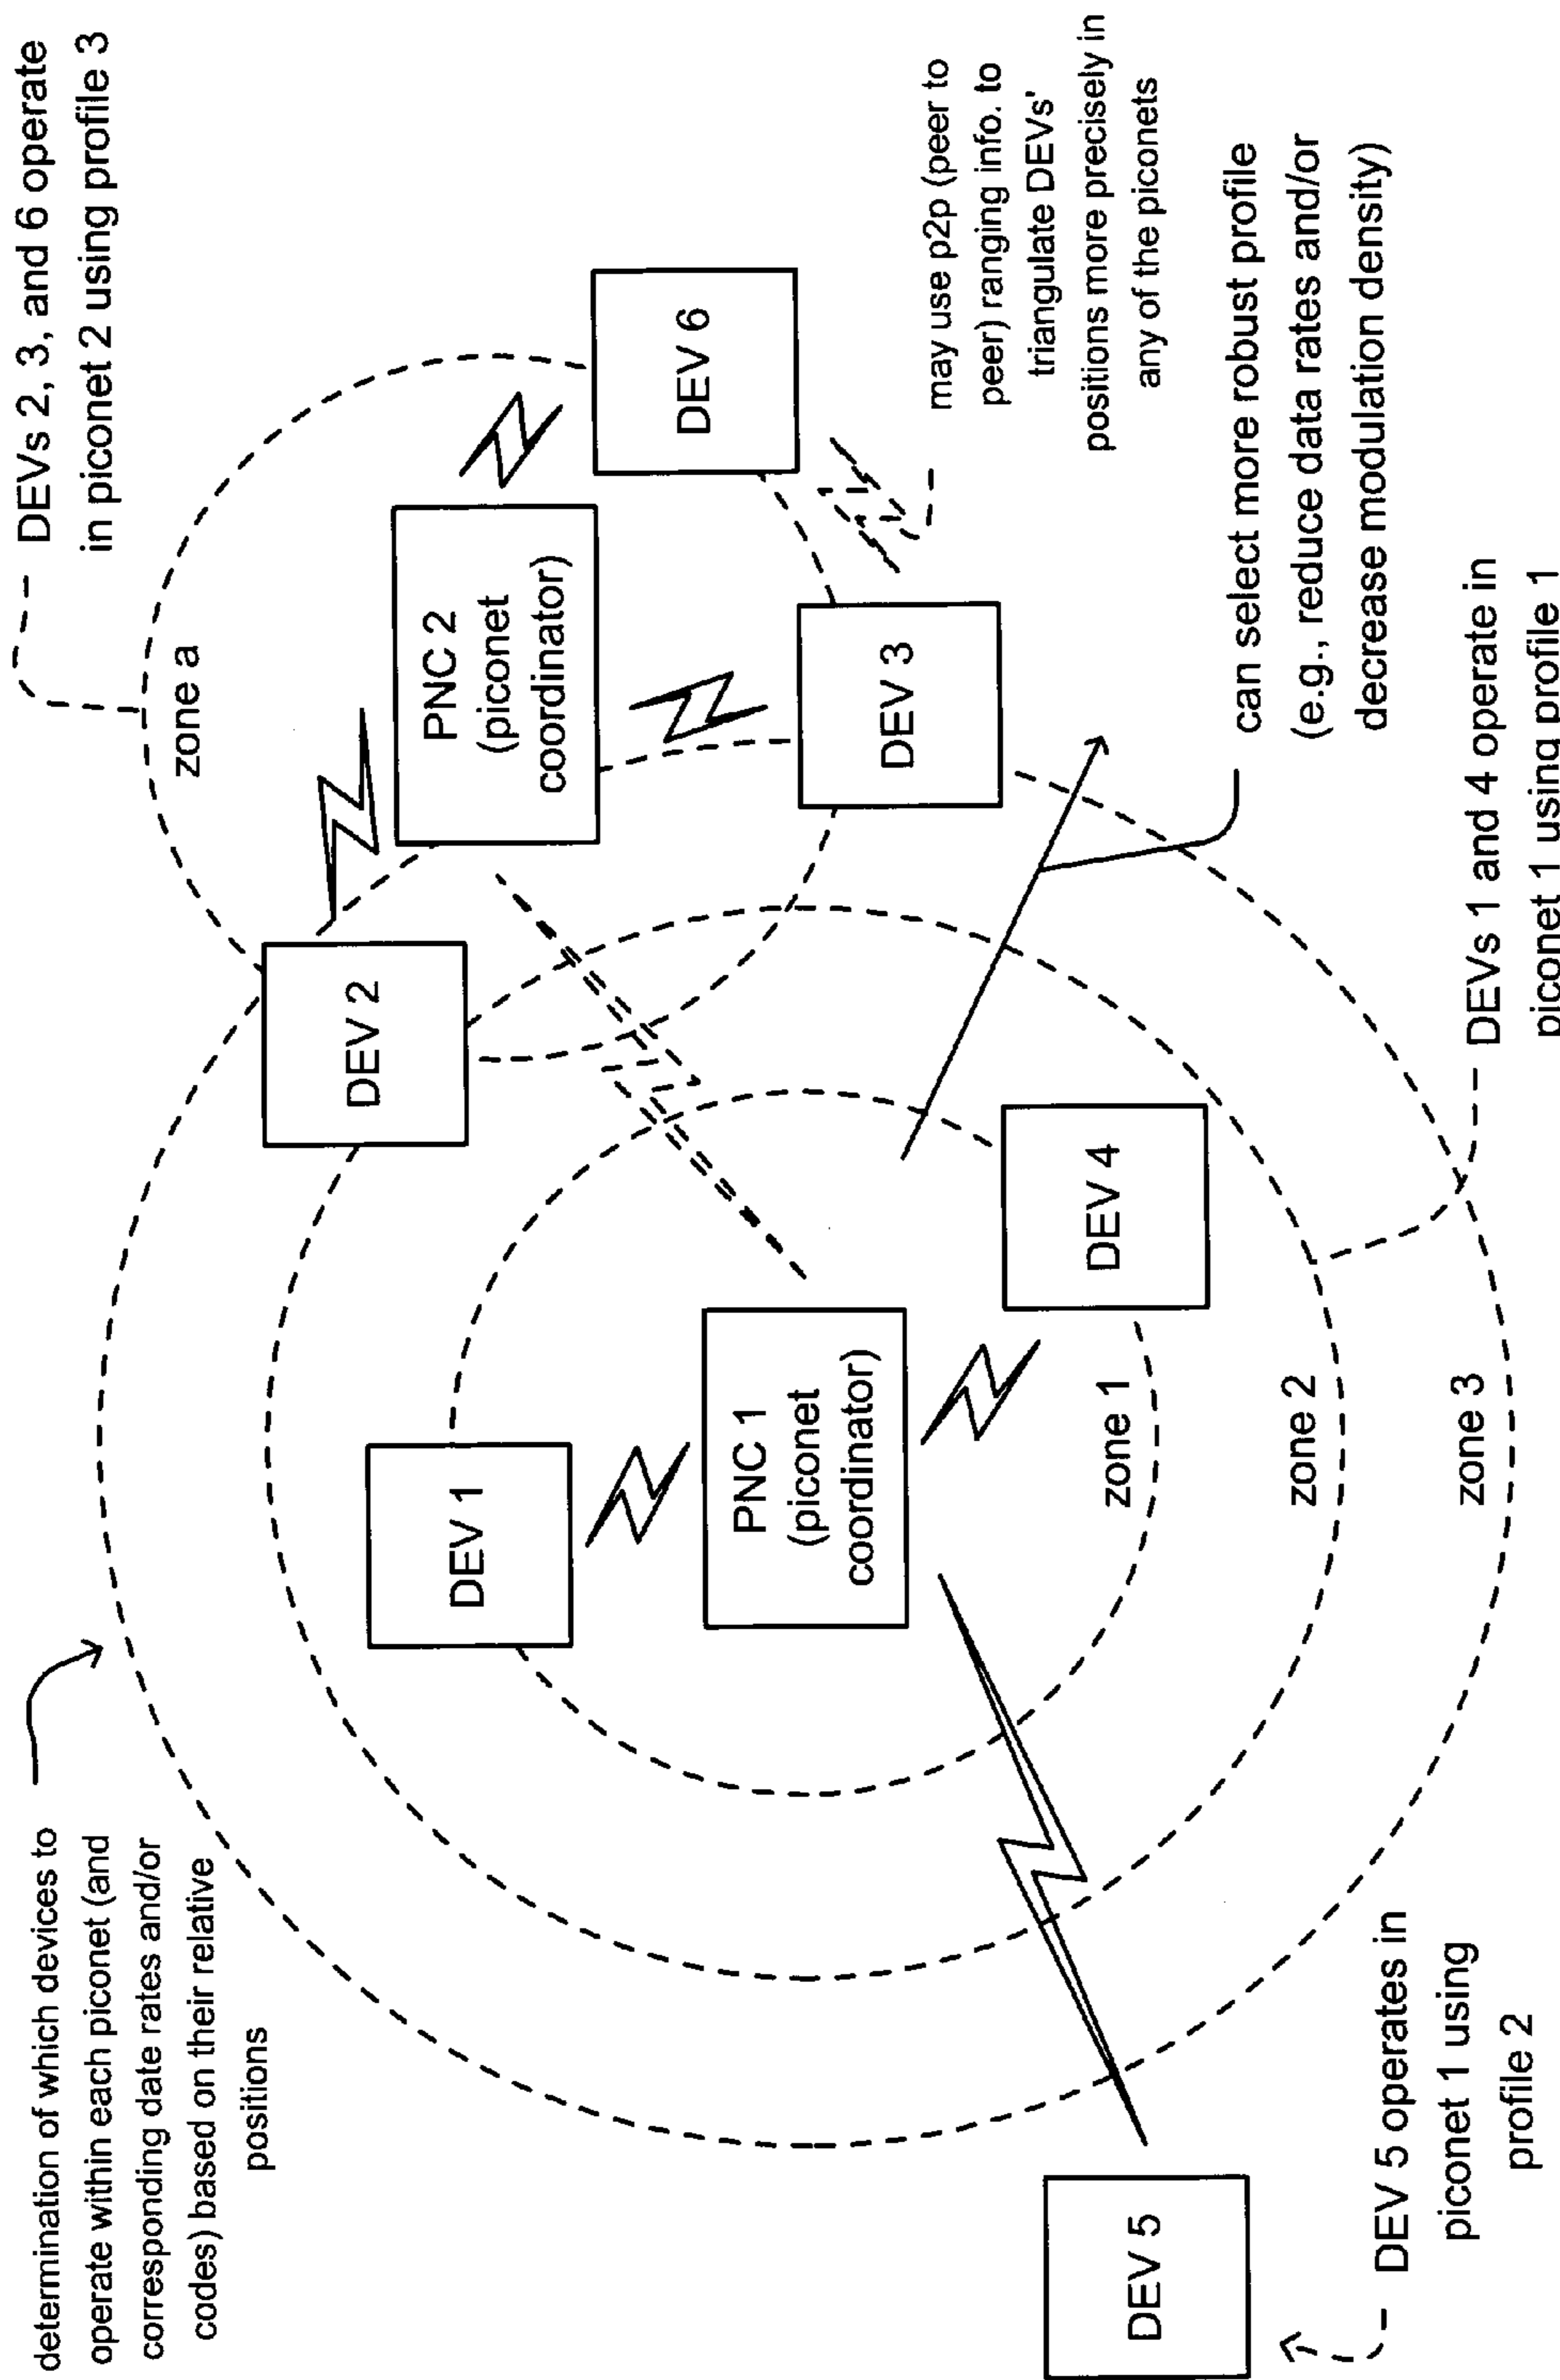 determination of which devices to
operate within each piconet (and
corresponding date rates and/or
codes) based on their relative
positions
DEVs 2, 3, and 6 operate
in piconet 2 using profile 3
zone a
DEV 2
PNC 2
(piconet
coordinator)
DEV 6
DEV 1
PNC 1
(piconet
coordinator)
DEV 3
DEV 4
may use p2p (peer to
peer) ranging info. to
triangulate DEVs'
positions more precisely in
any of the piconets
zone 1
zone 2
zone 3
can select more robust profile
(e.g., reduce data rates and/or
decrease modulation density)
DEV 5
DEV 5 operates in
piconet 1 using
profile 2
DEVs 1 and 4 operate in
piconet 1 using profile 1